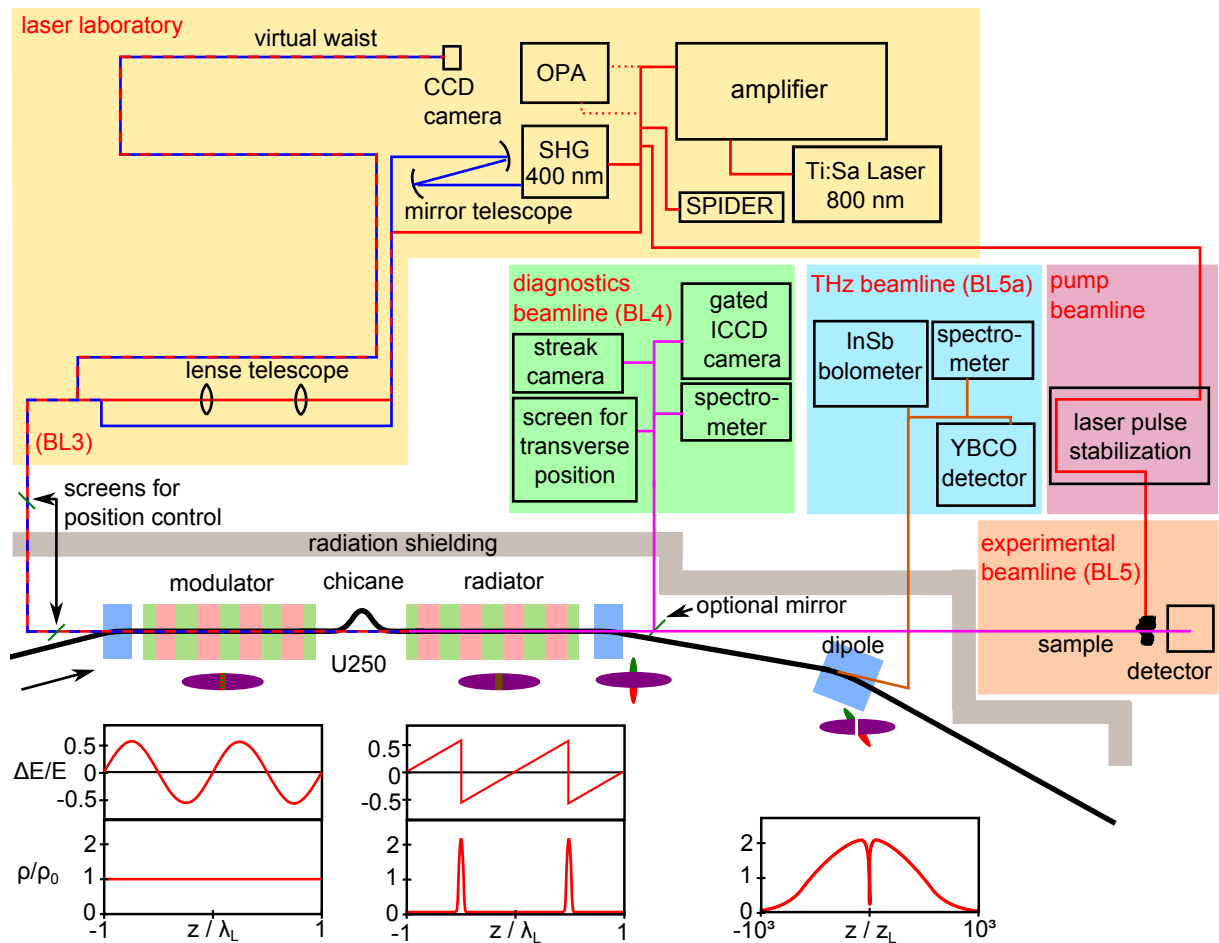 laser laboratory
virtual waist
CCD
camera
OPA
amplifier
SHG
400 nm
mirror telescope
SPIDER
Ti:Sa Laser
800 nm
lense telescope
(BL3)
diagnostics
beamline (BL4)
gated
ICCD
camera
streak
camera
spectro-
meter
screen for
transverse
position
THz beamline (BL5a)
InSb
bolometer
spectro-
meter
YBCO
detector
pump
beamline
laser pulse
stabilization
screens for
position control
radiation shielding
experimental
beamline (BL5)
modulator
chicane
radiator
optional mirror
U250
dipole
sample
detector
ΔE/E
0.5
0
-0.5
0.5
0
-0.5
ρ/ρ₀
2
1
0
-1
z / λ_L
1
2
1
0
-1
z / λ_L
1
2
1
0
-10³
z / z_L
10³